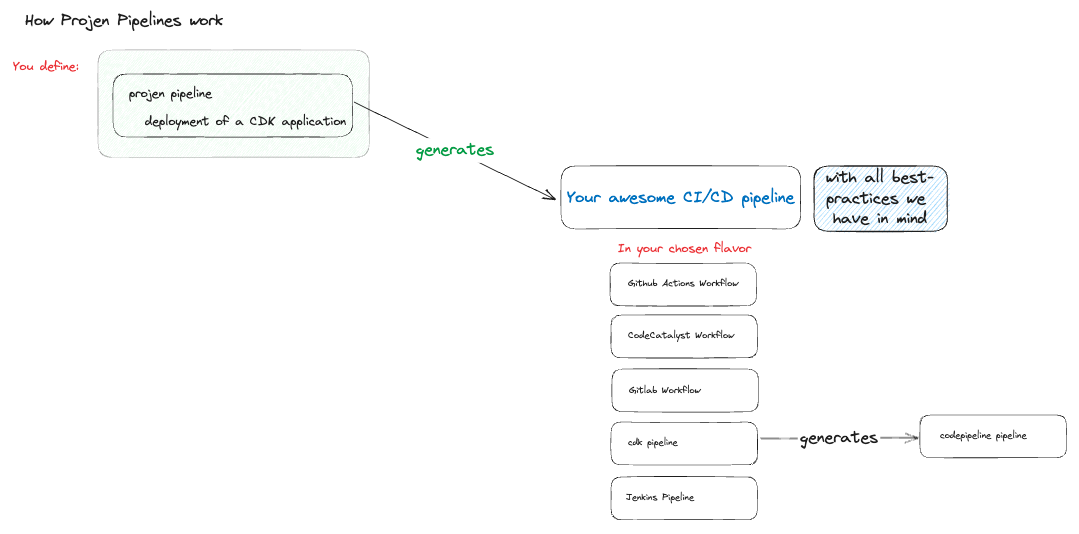 How Projen Pipelines work
You define:
projen pipeline
deployment of a CDK application
generates
Your awesome CI/CD pipeline
with all best-
practices we
have in mind
In your chosen flavor
Github Actions Workflow
CodeCatalyst Workflow
Gitlab Workflow
cdk pipeline
generates
codepipeline pipeline
Jenkins Pipeline